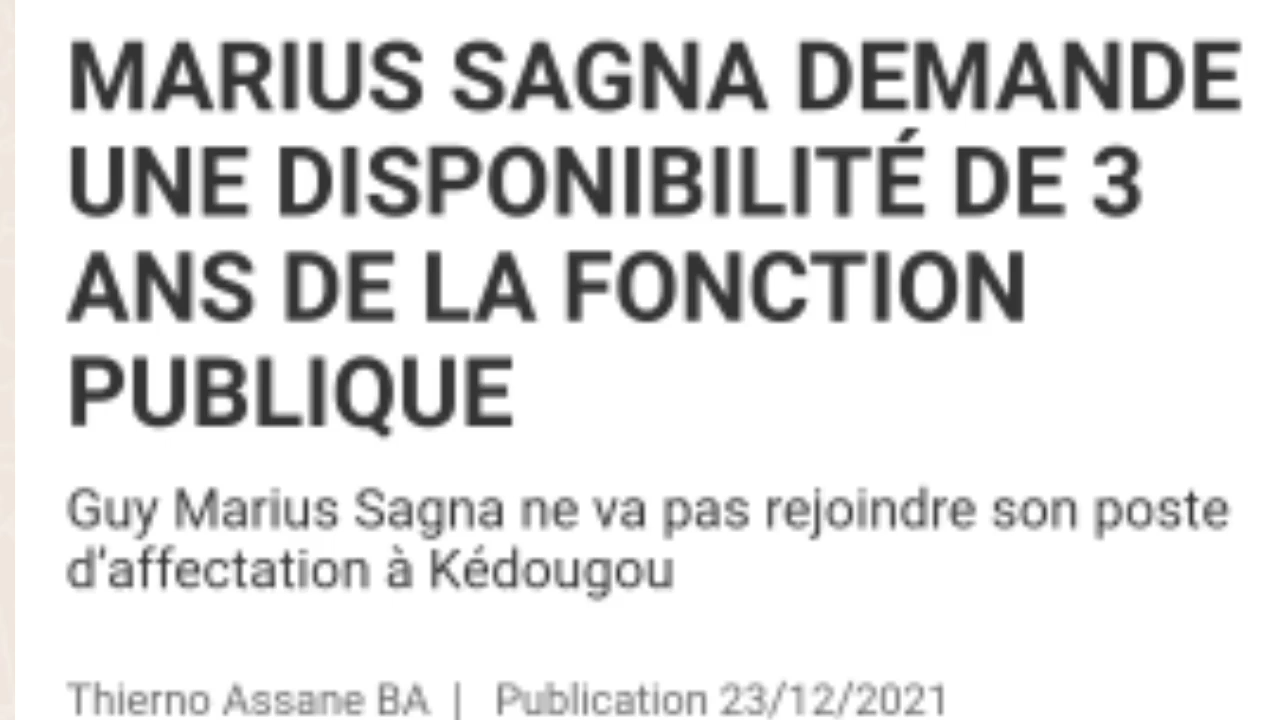 MARIUS SAGNA DEMANDE
UNE DISPONIBILITÉ DE 3
ANS DE LA FONCTION
PUBLIQUE
Guy Marius Sagna ne va pas rejoindre son poste
d'affectation à Kédougou
Thierno Assane BA | Publication 23/12/2021